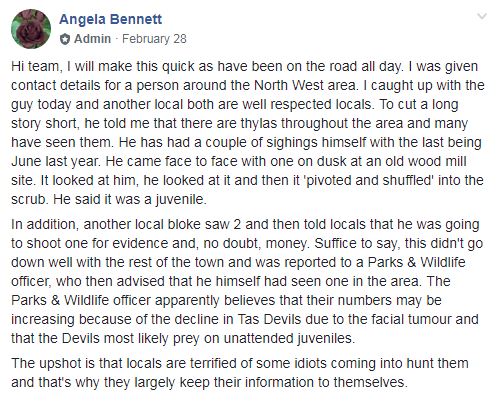 Angela Bennett
Admin · February 28
Hi team, I will make this quick as have been on the road all day. I was given
contact details for a person around the North West area. I caught up with the
guy today and another local both are well respected locals. To cut a long
story short, he told me that there are thylas throughout the area and many
have seen them. He has had a couple of sighings himself with the last being
June last year. He came face to face with one on dusk at an old wood mill
site. It looked at him, he looked at it and then it 'pivoted and shuffled' into the
scrub. He said it was a juvenile.
In addition, another local bloke saw 2 and then told locals that he was going
to shoot one for evidence and, no doubt, money. Suffice to say, this didn't go
down well with the rest of the town and was reported to a Parks & Wildlife
officer, who then advised that he himself had seen one in the area. The
Parks & Wildlife officer apparently believes that their numbers may be
increasing because of the decline in Tas Devils due to the facial tumour and
that the Devils most likely prey on unattended juveniles.
The upshot is that locals are terrified of some idiots coming into hunt them
and that's why they largely keep their information to themselves.